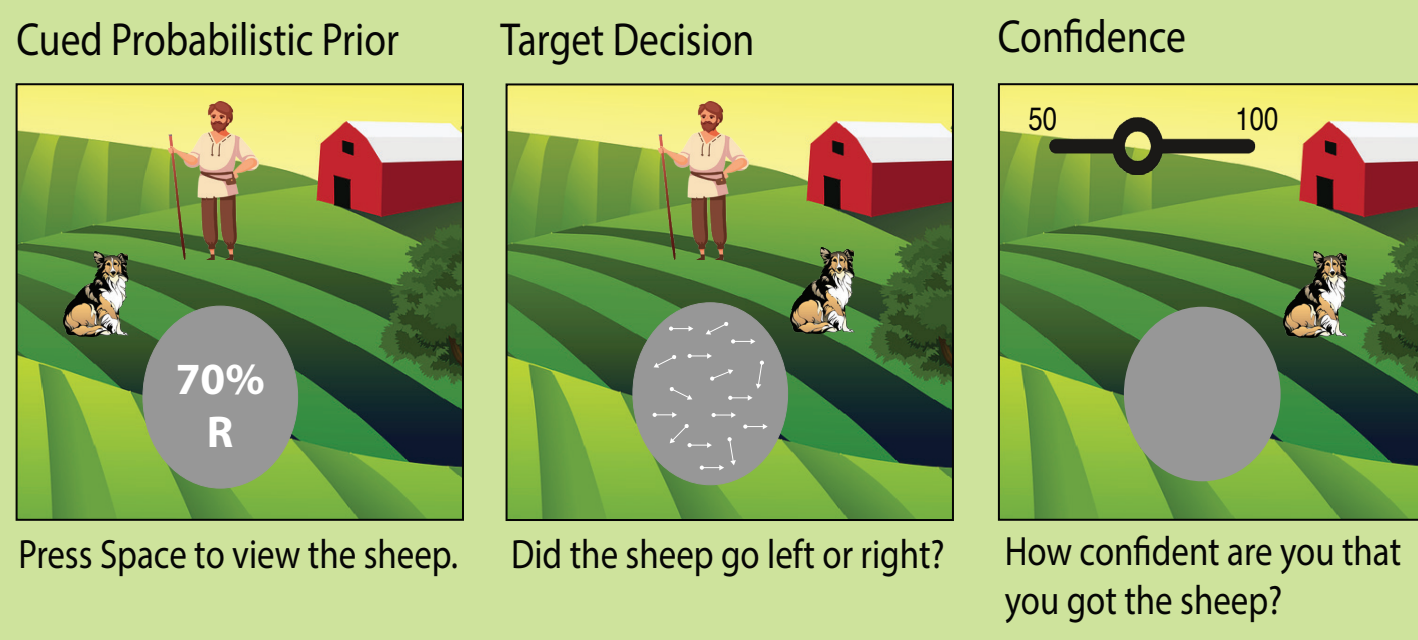 Cued Probabilistic Prior
Target Decision
Confidence
70%
R
50
100
Press Space to view the sheep.
Did the sheep go left or right?
How confident are you that
you got the sheep?